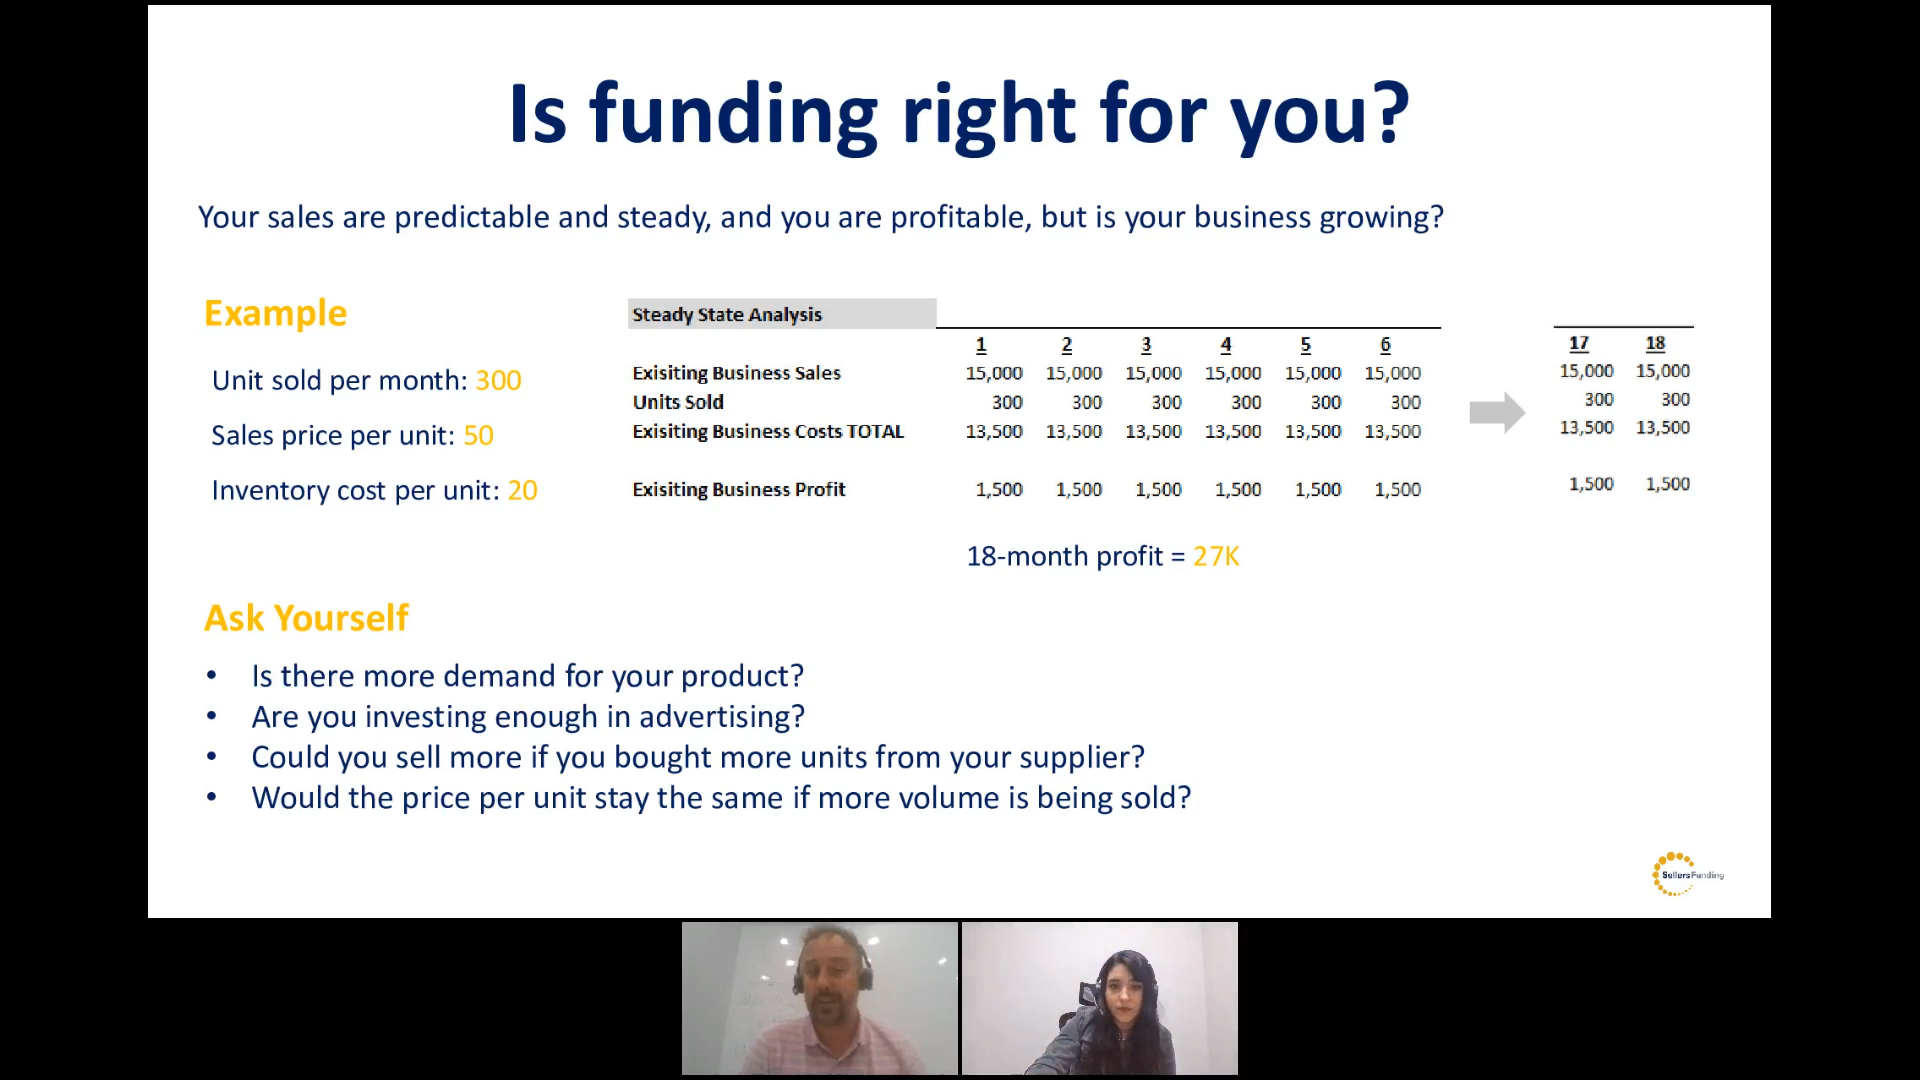 Is funding right for you?
Your sales are predictable and steady, and you are profitable, but is your business growing?
Example
Unit sold per month: 300
Sales price per unit: 50
Inventory cost per unit: 20
Steady State Analysis
1 2 3 4 5 6 17 18
Exisiting Business Sales 15,000 15,000 15,000 15,000 15,000 15,000 15,000 15,000
Units Sold 300 300 300 300 300 300 300 300
Exisiting Business Costs TOTAL 13,500 13,500 13,500 13,500 13,500 13,500 13,500 13,500
Exisiting Business Profit 1,500 1,500 1,500 1,500 1,500 1,500 1,500 1,500
18-month profit = 27K
Ask Yourself
• Is there more demand for your product?
• Are you investing enough in advertising?
• Could you sell more if you bought more units from your supplier?
• Would the price per unit stay the same if more volume is being sold?
SellersFunding